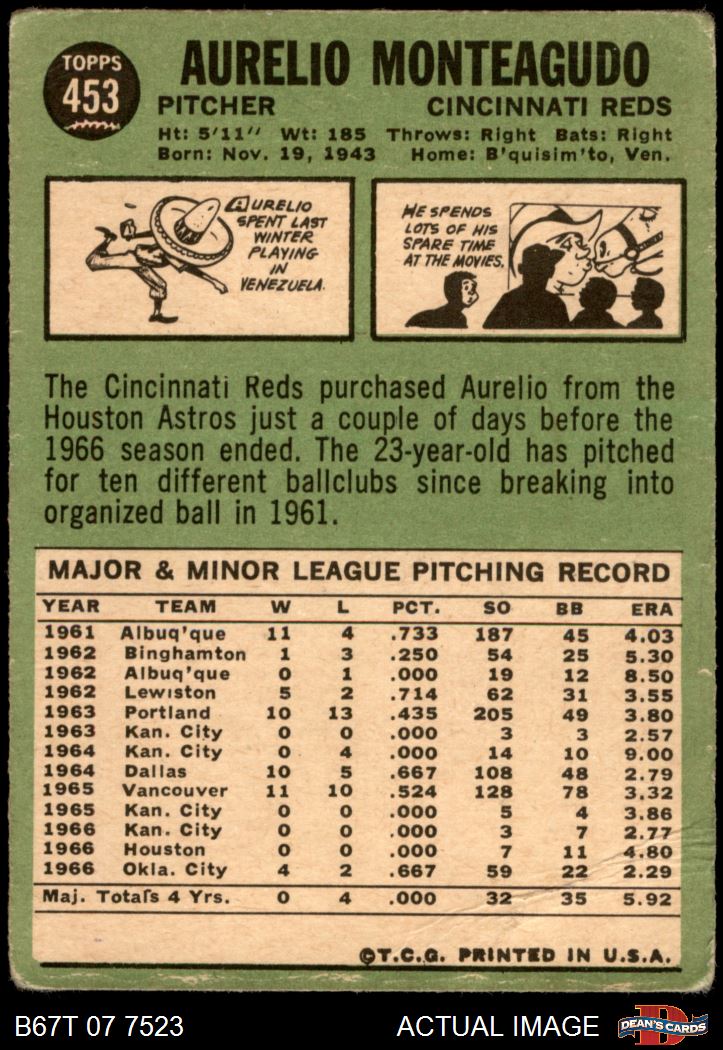 TOPPS
453
AURELIO MONTEAGUDO
PITCHER CINCINNATI REDS
Ht: 5'11" Wt: 185 Throws: Right Bats: Right
Born: Nov. 19, 1943 Home: B'quisim'to, Ven.
AURELIO
SPENT LAST
WINTER
PLAYING
IN
VENEZUELA.
HE SPENDS
LOTS OF HIS
SPARE TIME
AT THE MOVIES.
The Cincinnati Reds purchased Aurelio from the
Houston Astros just a couple of days before the
1966 season ended. The 23-year-old has pitched
for ten different ballclubs since breaking into
organized ball in 1961.
MAJOR & MINOR LEAGUE PITCHING RECORD
YEAR TEAM W L PCT. SO BB ERA
1961 Albuq'que 11 4 .733 187 45 4.03
1962 Binghamton 1 3 .250 54 25 5.30
1962 Albuq'que 0 1 .000 19 12 8.50
1962 Lewiston 5 2 .714 62 31 3.55
1963 Portland 10 13 .435 205 49 3.80
1963 Kan. City 0 0 .000 3 3 2.57
1964 Kan. City 0 4 .000 14 10 9.00
1964 Dallas 10 5 .667 108 48 2.79
1965 Vancouver 11 10 .524 128 78 3.32
1965 Kan. City 0 0 .000 5 4 3.86
1966 Kan. City 0 0 .000 3 7 2.77
1966 Houston 0 0 .000 7 11 4.80
1966 Okla. City 4 2 .667 59 22 2.29
Maj. Totals 4 Yrs. 0 4 .000 32 35 5.92
©T.C.G. PRINTED IN U.S.A.
B67T 07 7523 ACTUAL IMAGE
D
DEAN'S CARDS